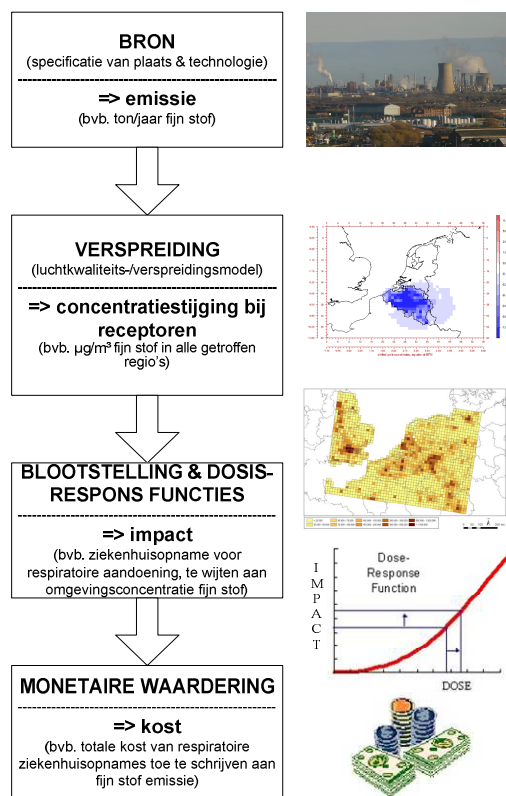 BRON
(specificatie van plaats & technologie)
=> emissie
(bvb. ton/jaar fijn stof)
VERSPREIDING
(luchtkwaliteits-/verspreidingsmodel)
=> concentratiestijging bij
receptoren
(bvb. µg/m³ fijn stof in alle getroffen
regio's)
BLOOTSTELLING & DOSIS-
RESPONS FUNCTIES
=> impact
(bvb. ziekenhuisopname voor
respiratoire aandoening, te wijten aan
omgevingsconcentratie fijn stof)
IMPACT
Dose-
Response
Function
DOSE
MONETAIRE WAARDERING
=> kost
(bvb. totale kost van respiratoire
ziekenhuisopnames toe te schrijven aan
fijn stof emissie)